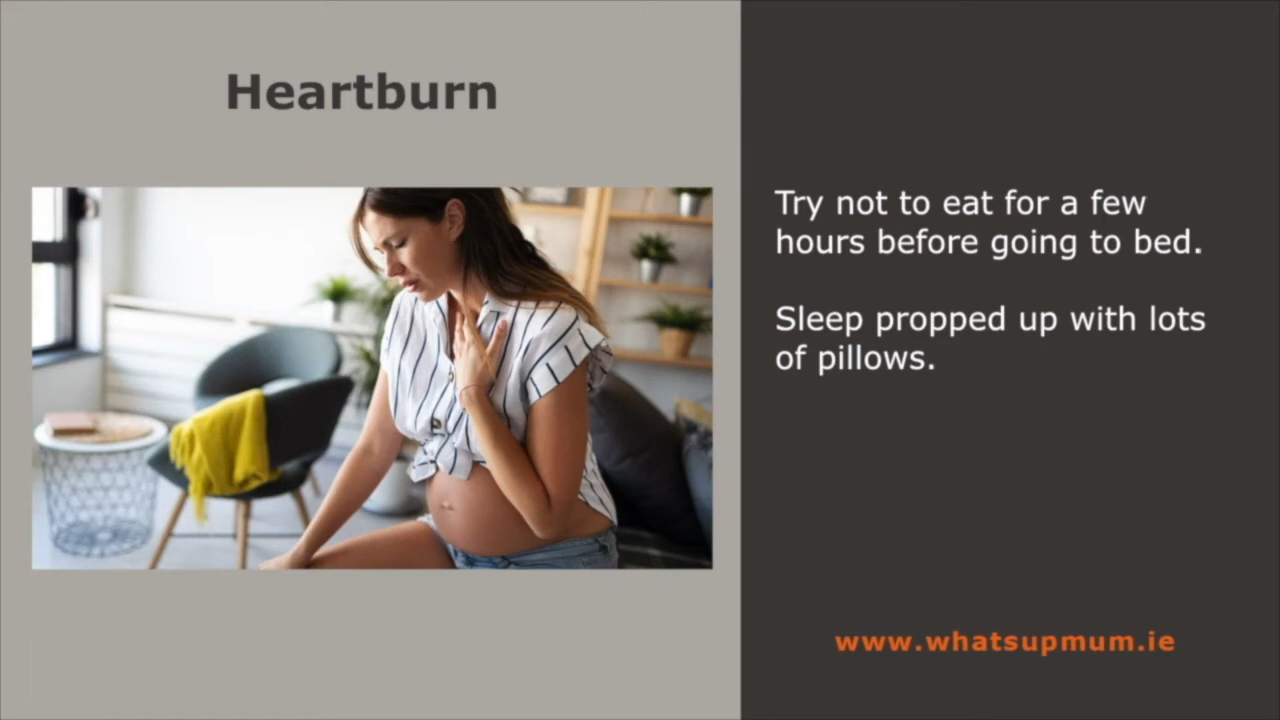 Heartburn
Try not to eat for a few
hours before going to bed.
Sleep propped up with lots
of pillows.
www.whatsupmum.ie